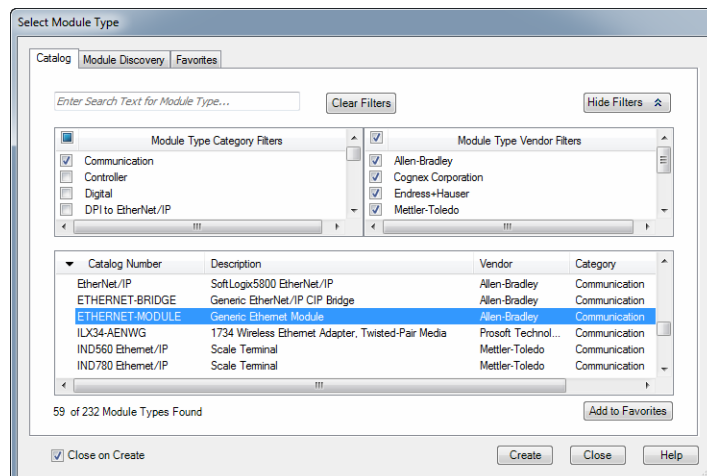 Select Module Type
Catalog Module Discovery Favorites
Enter Search Text for Module Type... Clear Filters Hide Filters
Module Type Category Filters Module Type Vendor Filters
Communication Allen-Bradley
Controller Cognex Corporation
Digital Endress+Hauser
DPI to EtherNet/IP Mettler-Toledo
Catalog Number Description Vendor Category
EtherNet/IP SoftLogix5800 EtherNet/IP Allen-Bradley Communication
ETHERNET-BRIDGE Generic EtherNet/IP CIP Bridge Allen-Bradley Communication
ETHERNET-MODULE Generic Ethernet Module Allen-Bradley Communication
ILX34-AENWG 1734 Wireless Ethernet Adapter, Twisted-Pair Media Prosoft Technol... Communication
IND560 Ethernet/IP Scale Terminal Mettler-Toledo Communication
IND780 Ethernet/IP Scale Terminal Mettler-Toledo Communication
59 of 232 Module Types Found Add to Favorites
Close on Create Create Close Help